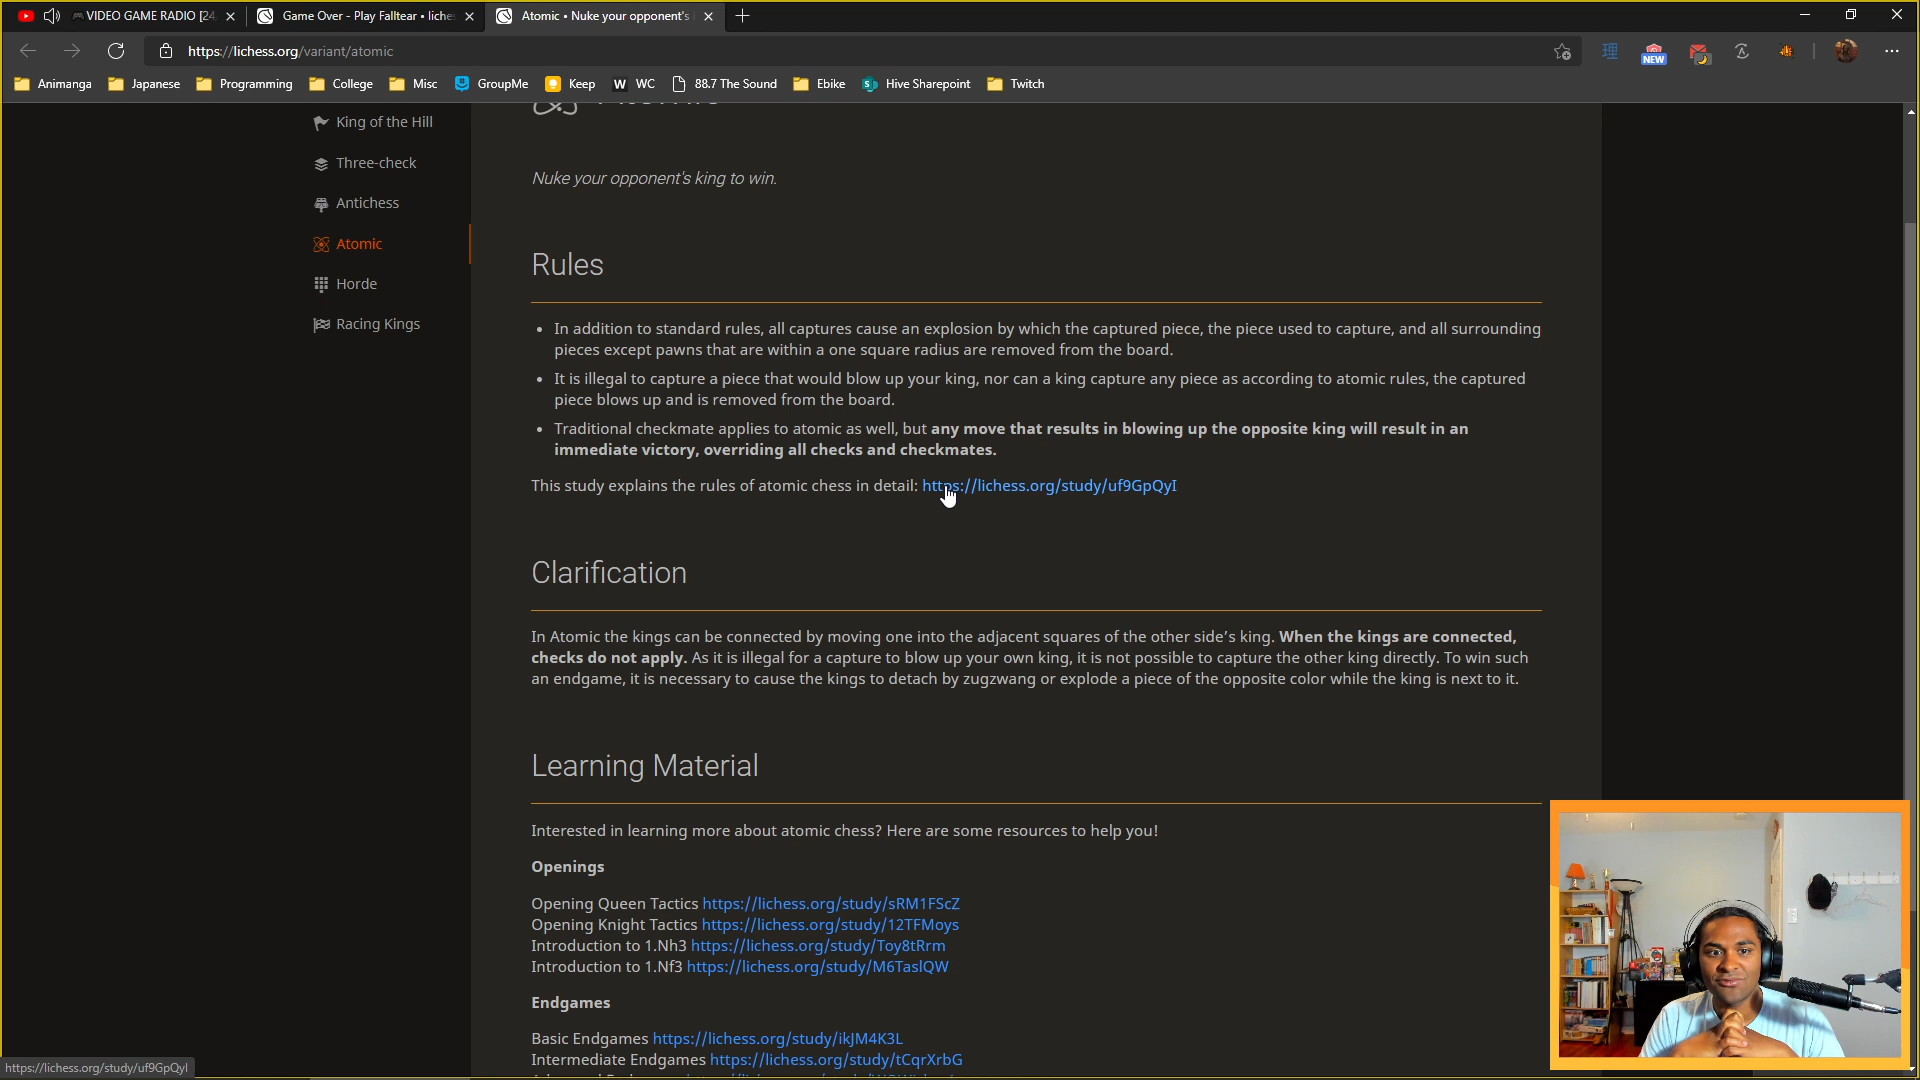 VIDEO GAME RADIO [24
Game Over - Play Falltear • liche
Atomic • Nuke your opponent's
https://lichess.org/variant/atomic
NEW
Animanga
Japanese
Programming
College
Misc
GroupMe
Keep
W WC
88.7 The Sound
Ebike
Hive Sharepoint
Twitch
King of the Hill
Three-check
Antichess
Atomic
Horde
Racing Kings
Atomic
Nuke your opponent's king to win.
Rules
In addition to standard rules, all captures cause an explosion by which the captured piece, the piece used to capture, and all surrounding
pieces except pawns that are within a one square radius are removed from the board.
It is illegal to capture a piece that would blow up your king, nor can a king capture any piece as according to atomic rules, the captured
piece blows up and is removed from the board.
Traditional checkmate applies to atomic as well, but any move that results in blowing up the opposite king will result in an
immediate victory, overriding all checks and checkmates.
This study explains the rules of atomic chess in detail: https://lichess.org/study/uf9GpQyI
Clarification
In Atomic the kings can be connected by moving one into the adjacent squares of the other side's king. When the kings are connected,
checks do not apply. As it is illegal for a capture to blow up your own king, it is not possible to capture the other king directly. To win such
an endgame, it is necessary to cause the kings to detach by zugzwang or explode a piece of the opposite color while the king is next to it.
Learning Material
Interested in learning more about atomic chess? Here are some resources to help you!
Openings
Opening Queen Tactics https://lichess.org/study/sRM1FScZ
Opening Knight Tactics https://lichess.org/study/12TFMoys
Introduction to 1.Nh3 https://lichess.org/study/Toy8tRrm
Introduction to 1.Nf3 https://lichess.org/study/M6TaslQW
Endgames
Basic Endgames https://lichess.org/study/ikJM4K3L
Intermediate Endgames https://lichess.org/study/tCqrXrbG
https://lichess.org/study/uf9GpQyI